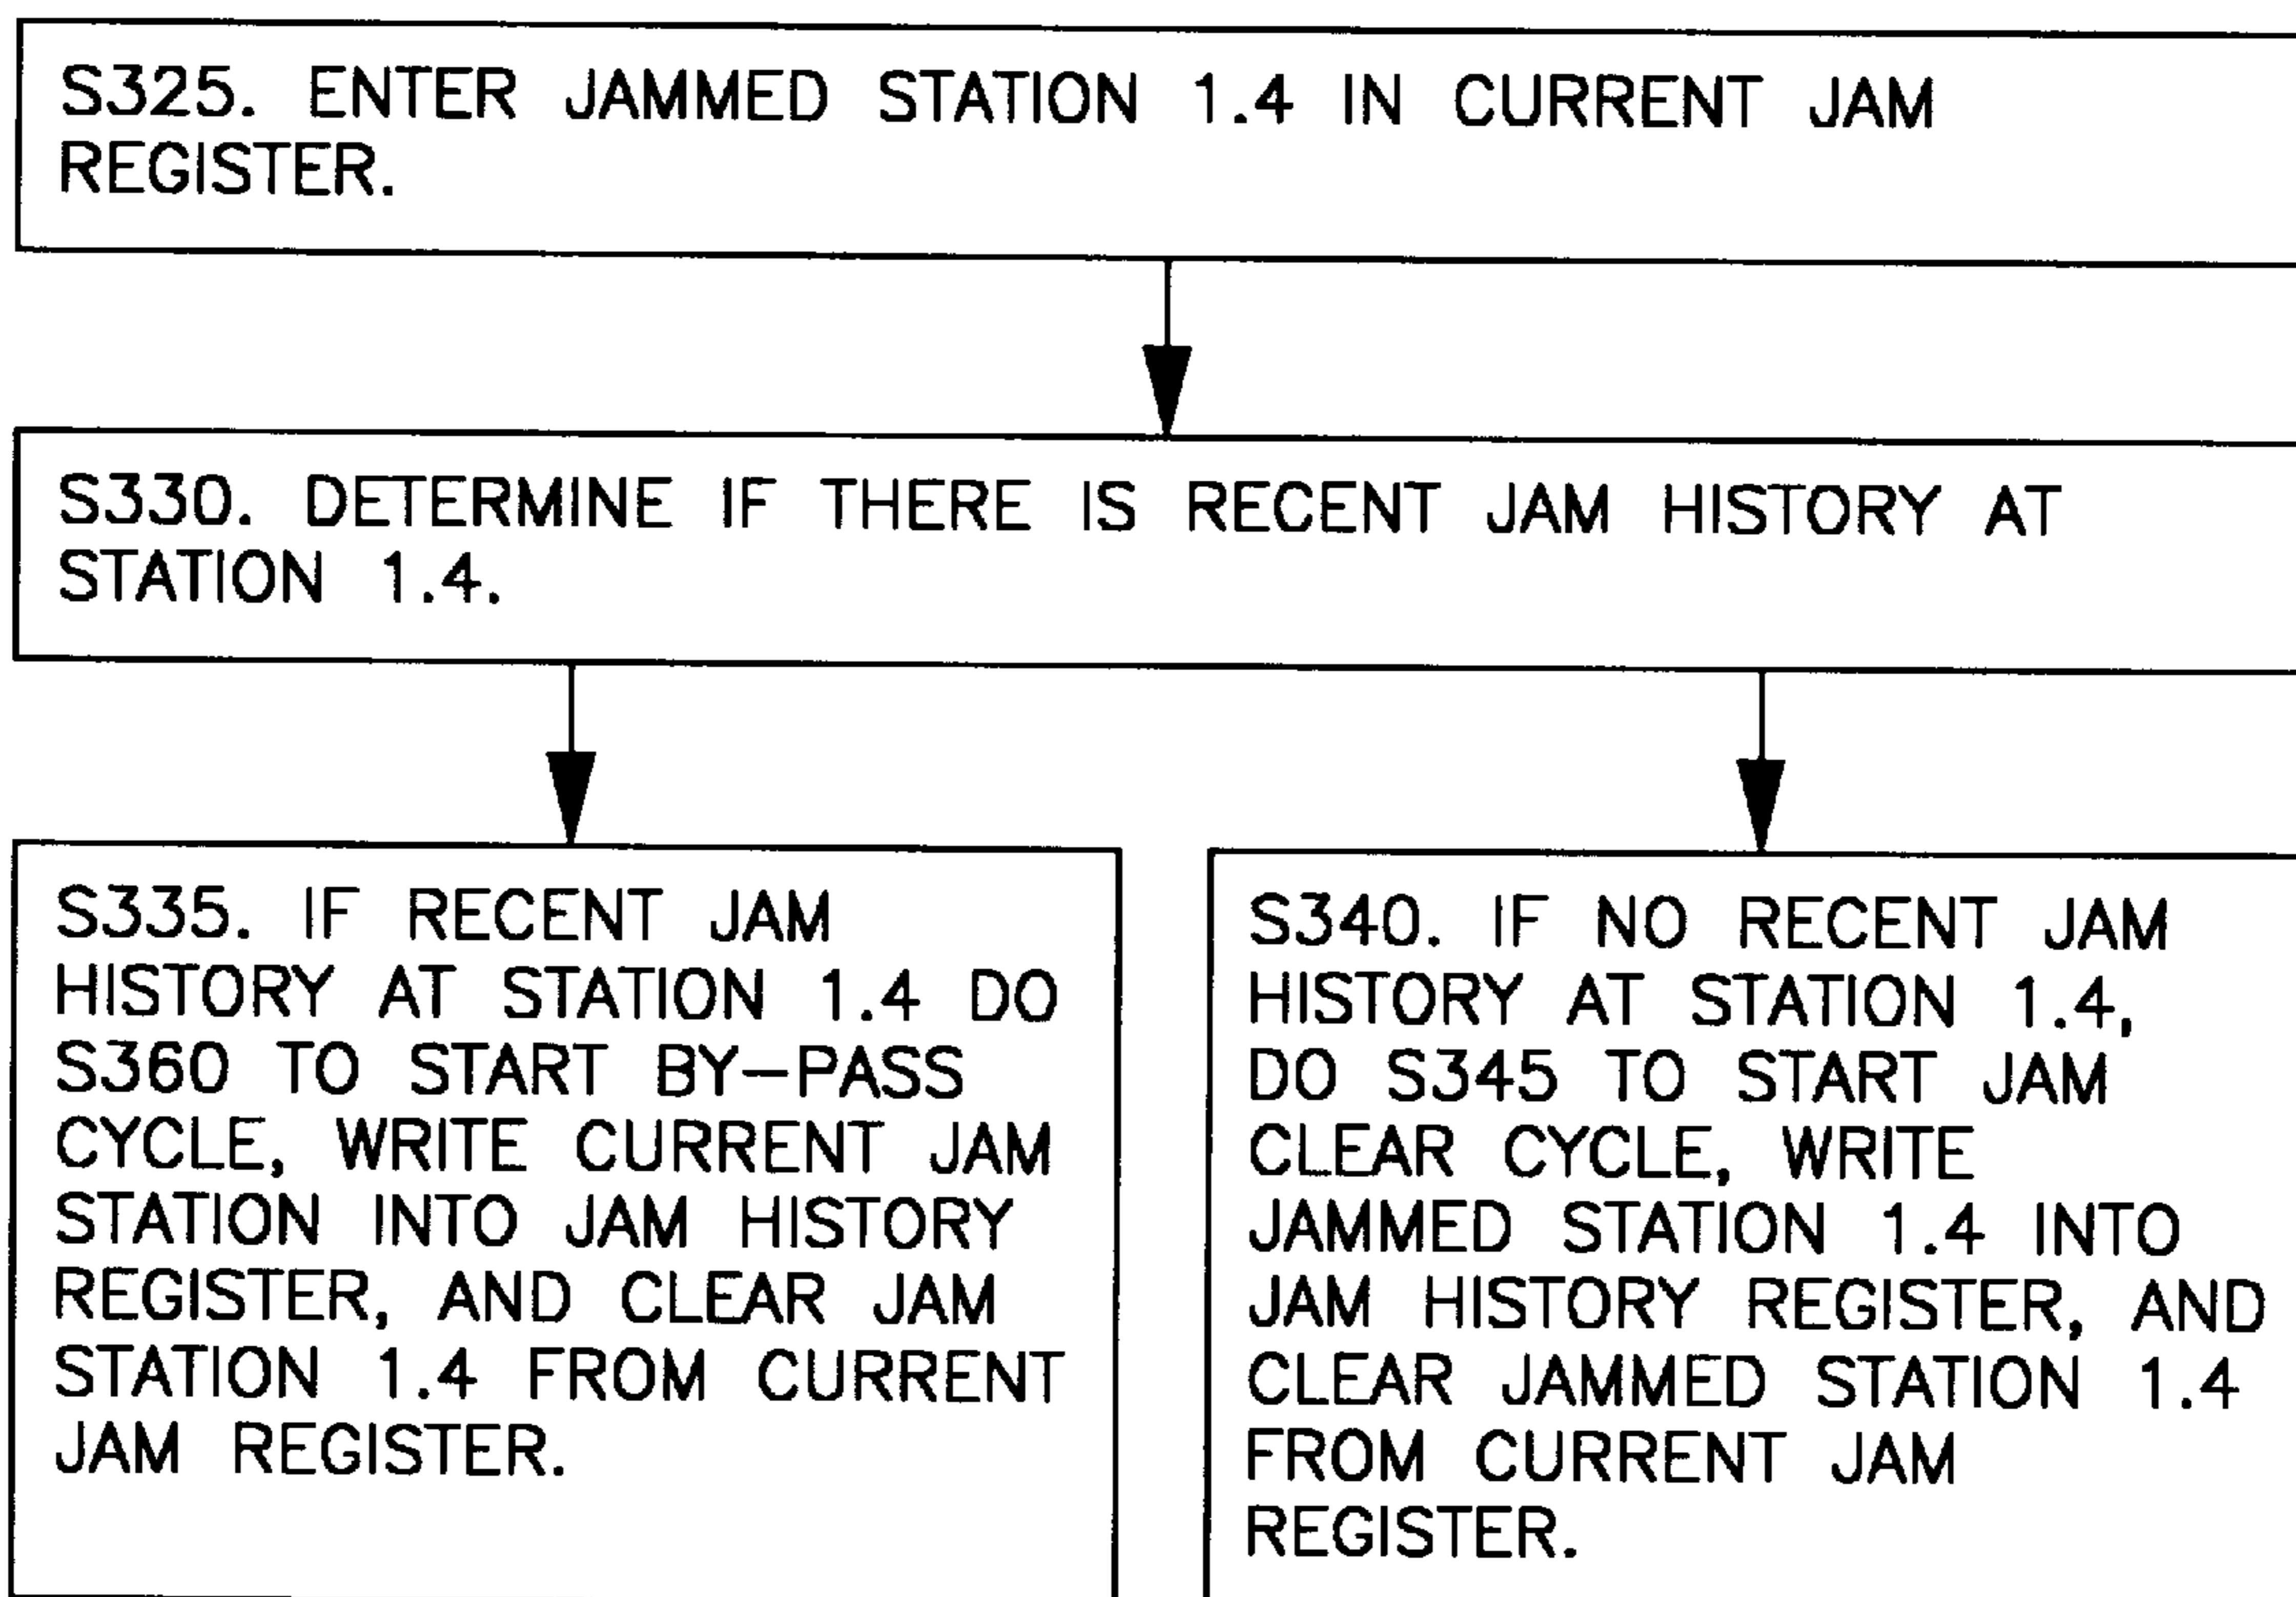 S325. ENTER JAMMED STATION 1.4 IN CURRENT JAM
REGISTER.
S330. DETERMINE IF THERE IS RECENT JAM HISTORY AT
STATION 1.4.
S335. IF RECENT JAM
HISTORY AT STATION 1.4 DO
S360 TO START BY-PASS
CYCLE, WRITE CURRENT JAM
STATION INTO JAM HISTORY
REGISTER, AND CLEAR JAM
STATION 1.4 FROM CURRENT
JAM REGISTER.
S340. IF NO RECENT JAM
HISTORY AT STATION 1.4,
DO S345 TO START JAM
CLEAR CYCLE, WRITE
JAMMED STATION 1.4 INTO
JAM HISTORY REGISTER, AND
CLEAR JAMMED STATION 1.4
FROM CURRENT JAM
REGISTER.